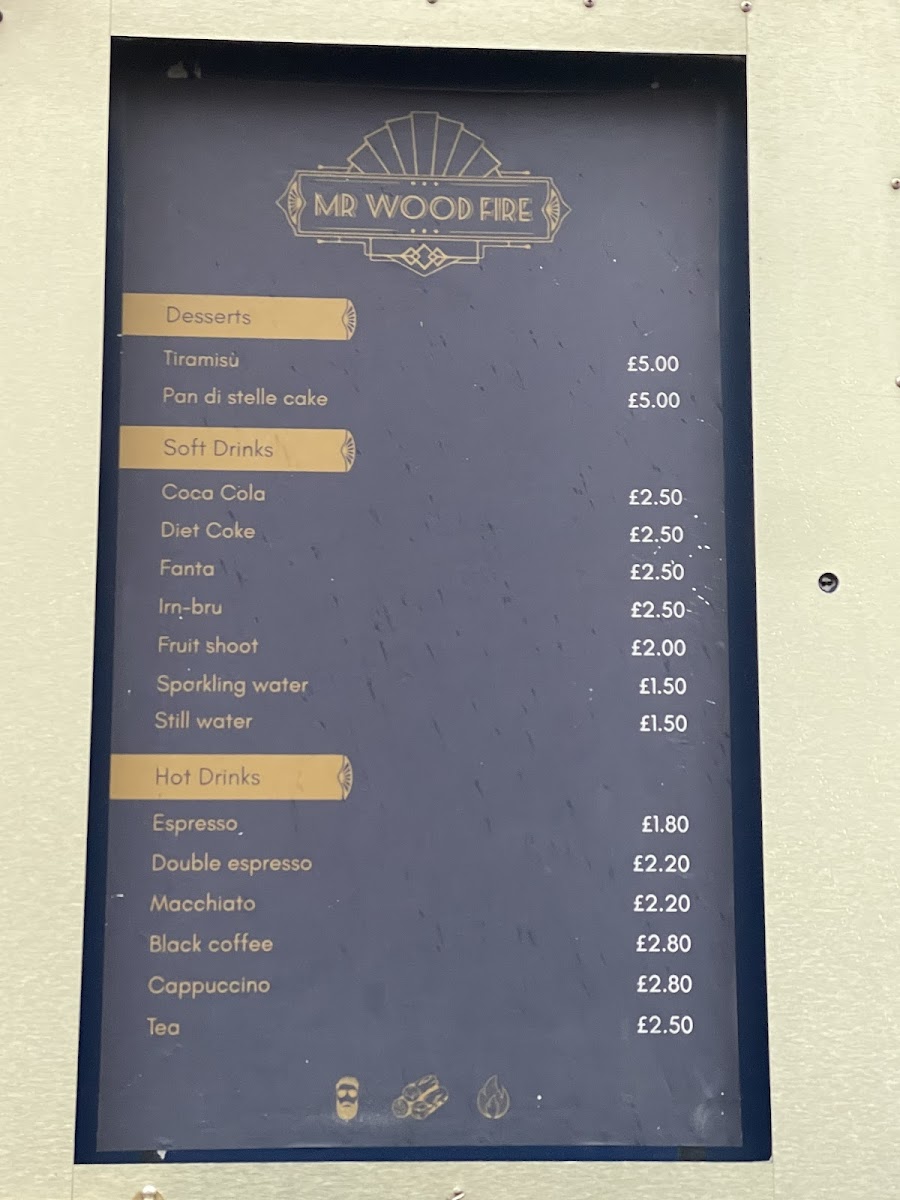 MR WOOD FIRE
Desserts
Tiramisù £5.00
Pan di stelle cake £5.00
Soft Drinks
Coca Cola £2.50
Diet Coke £2.50
Fanta £2.50
Irn-bru £2.50
Fruit shoot £2.00
Sparkling water £1.50
Still water £1.50
Hot Drinks
Espresso £1.80
Double espresso £2.20
Macchiato £2.20
Black coffee £2.80
Cappuccino £2.80
Tea £2.50